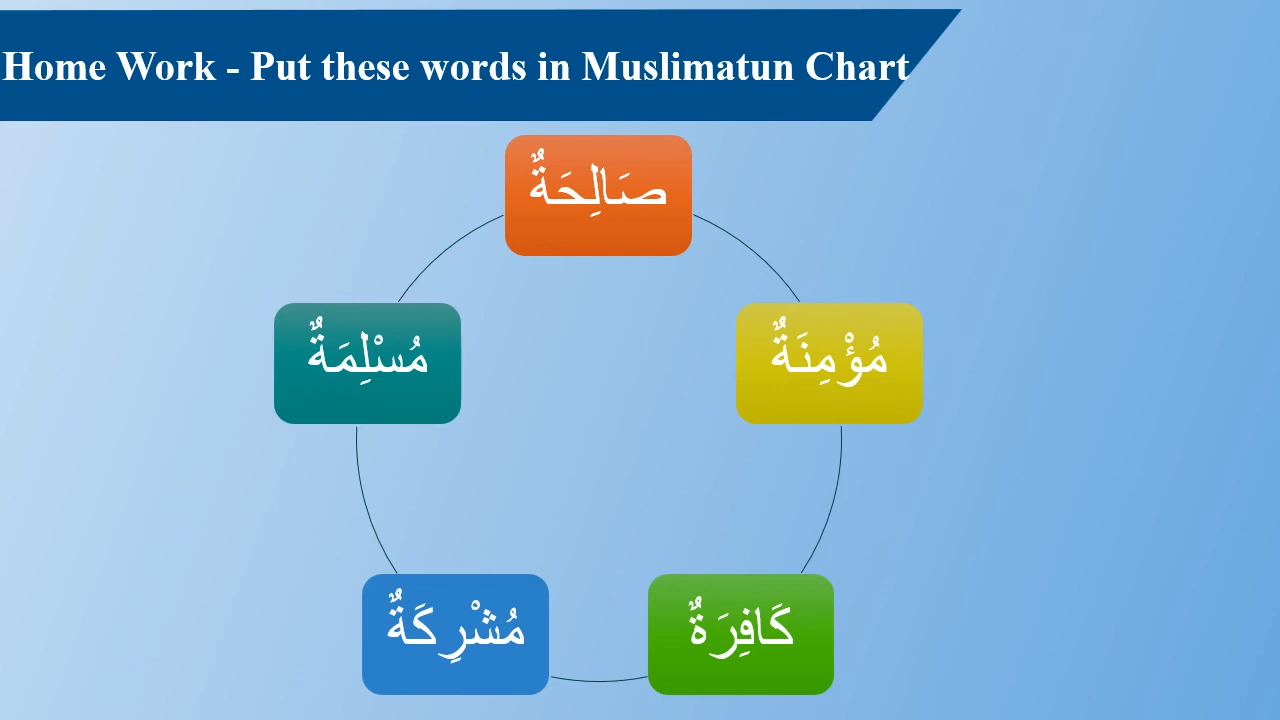 Home Work - Put these words in Muslimatun Chart
صَالِحَةٌ
مُؤْمِنَةٌ
كَافِرَةٌ
مُشْرٍكَةٌ
مُسْلِمَةٌ